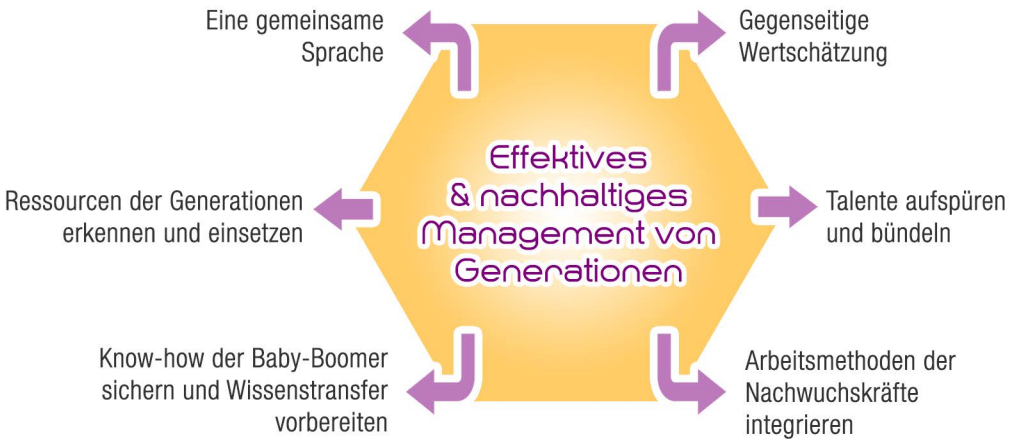 Eine gemeinsame
Sprache
Gegenseitige
Wertschätzung
Effektives
& nachhaltiges
Management von
Generationen
Ressourcen der Generationen
erkennen und einsetzen
Talente aufspüren
und bündeln
Know-how der Baby-Boomer
sichern und Wissenstransfer
vorbereiten
Arbeitsmethoden der
Nachwuchskräfte
integrieren